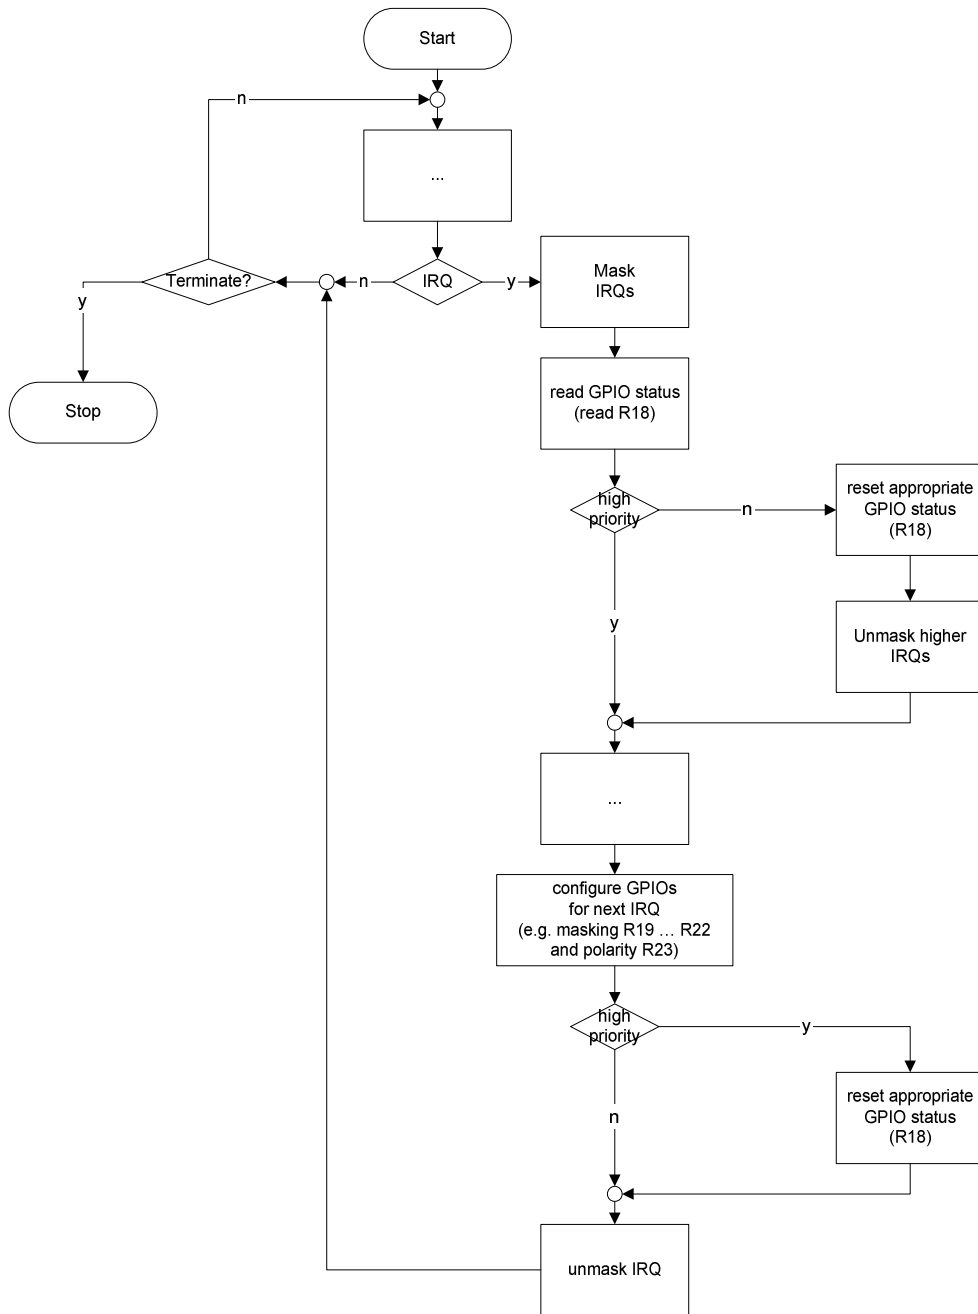 Start
n
...
Terminate?
n
IRQ
y
Mask
IRQs
y
Stop
read GPIO status
(read R18)
high
priority
n
reset appropriate
GPIO status
(R18)
y
Unmask higher
IRQs
...
configure GPIOs
for next IRQ
(e.g. masking R19 … R22
and polarity R23)
high
priority
y
n
reset appropriate
GPIO status
(R18)
unmask IRQ